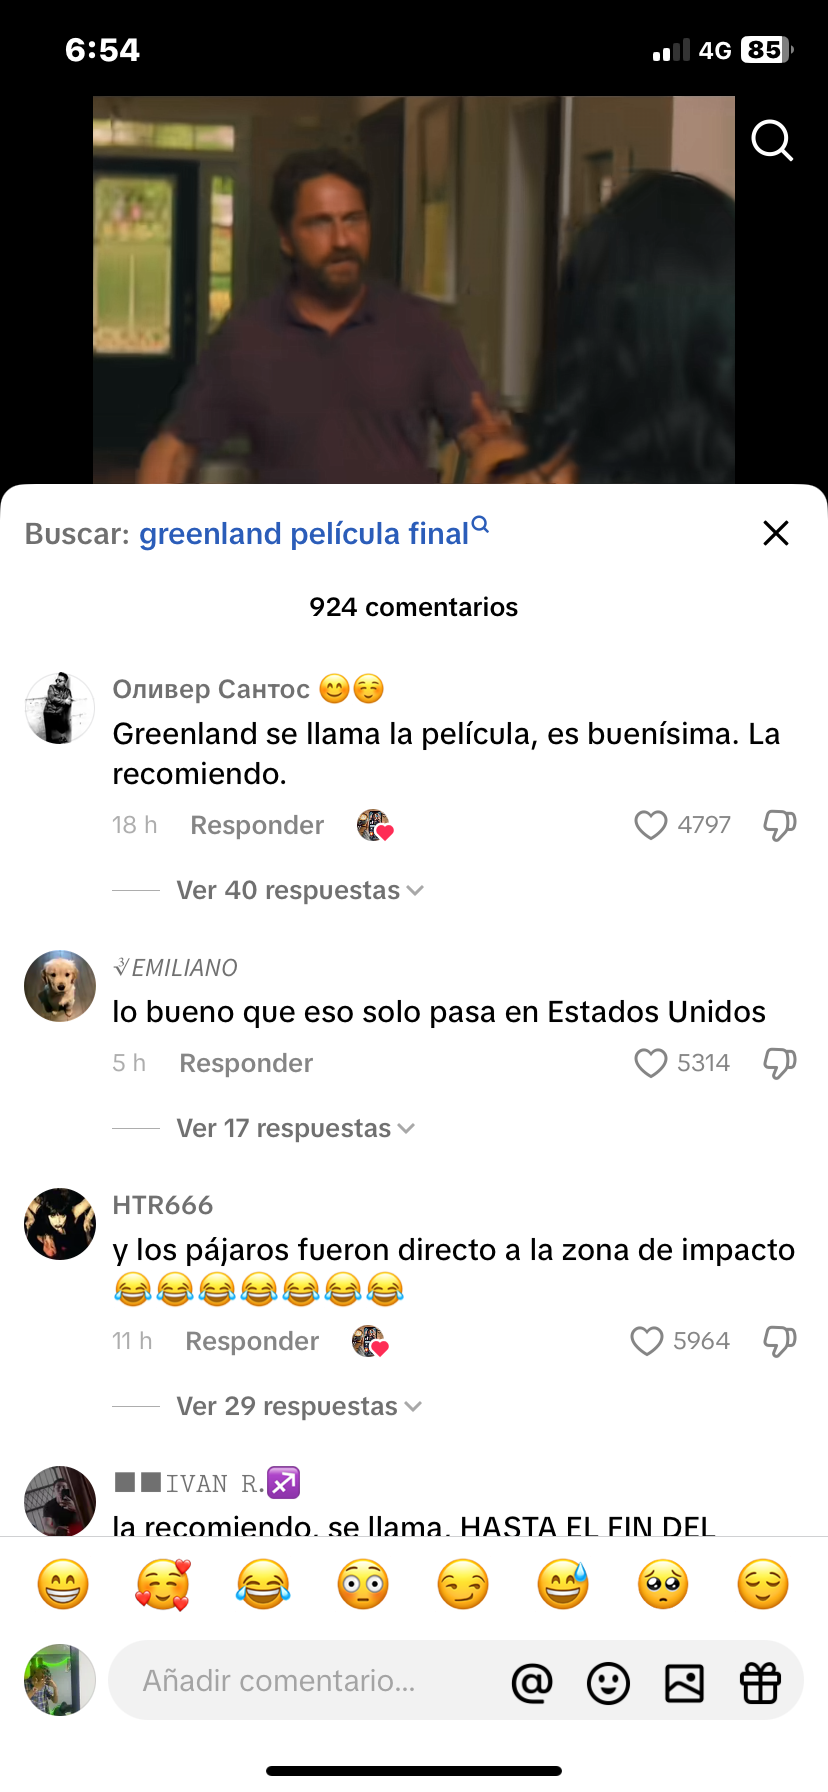 6:54
4G 85
Buscar: greenland película final
924 comentarios
Оливер Сантос 😊☺️
Greenland se llama la película, es buenísima. La
recomiendo.
18 h Responder 4797
Ver 40 respuestas
∛EMILIANO
lo bueno que eso solo pasa en Estados Unidos
5 h Responder 5314
Ver 17 respuestas
HTR666
y los pájaros fueron directo a la zona de impacto
😂😂😂😂😂😂😂
11 h Responder 5964
Ver 29 respuestas
⬛⬛IVAN R.♐
la recomiendo. se llama. HASTA EL FIN DEL
Añadir comentario...